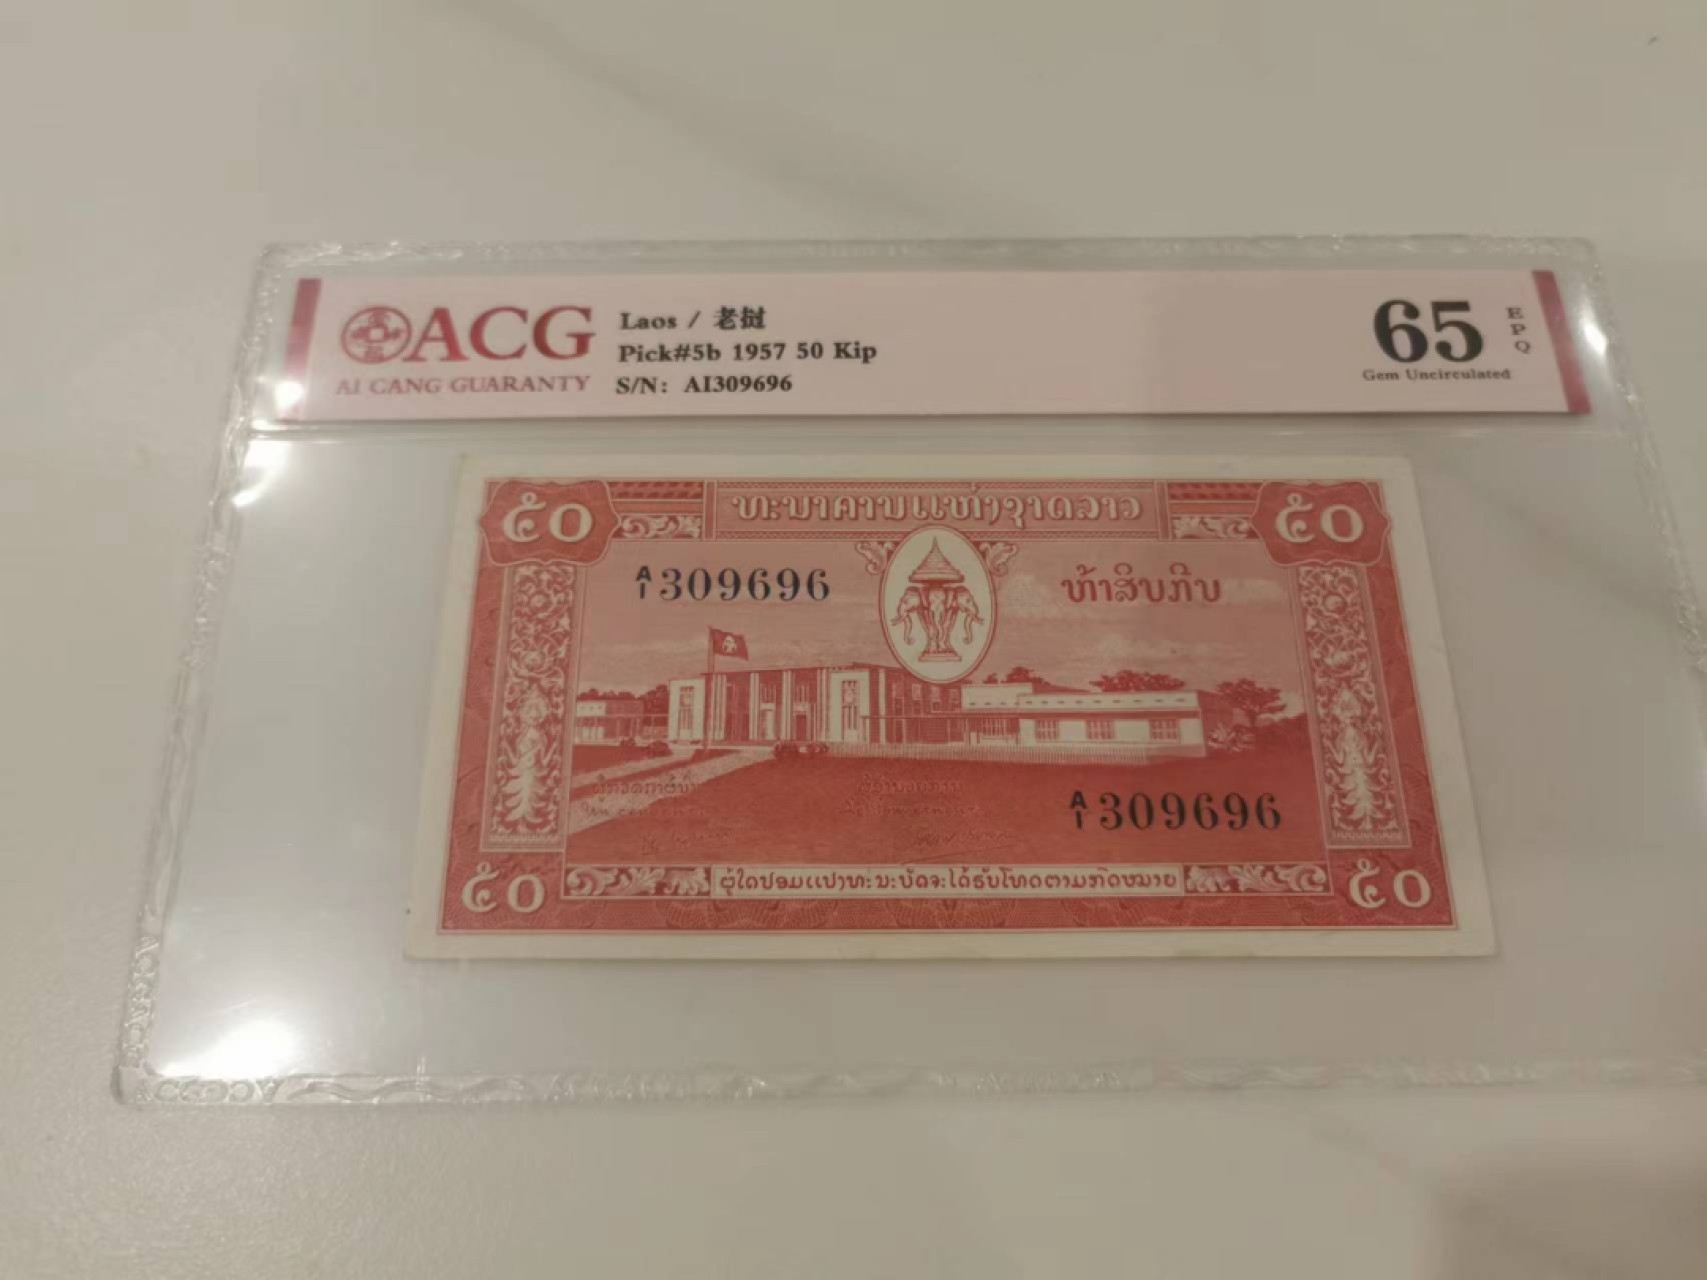 ACG
AI CANG GUARANTY
Laos / 老挝
Pick#5b 1957 50 Kip
S/N: AI309696
65
EPQ
Gem Uncirculated
໕໐ ທະນາຄານແຫ່ງຊາດລາວ ໕໐
A/1 309696
ຫ້າສິບກີບ
A/1 309696
໕໐ ຜູ້ໃດປອມແປງທະນະບັດຈະໄດ້ຮັບໂທດຕາມກົດໝາຍ ໕໐